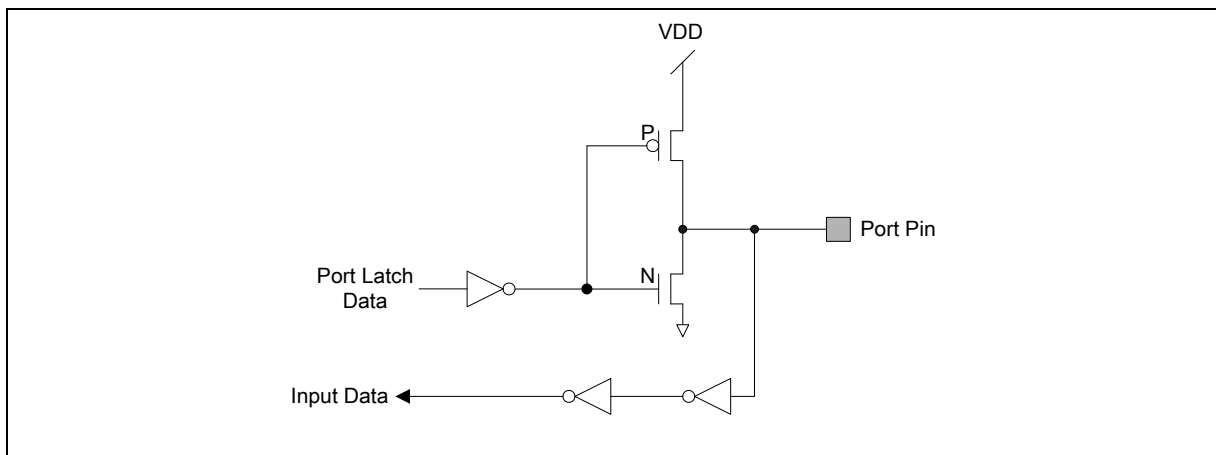 VDD
P
Port Pin
N
Port Latch
Data
Input Data